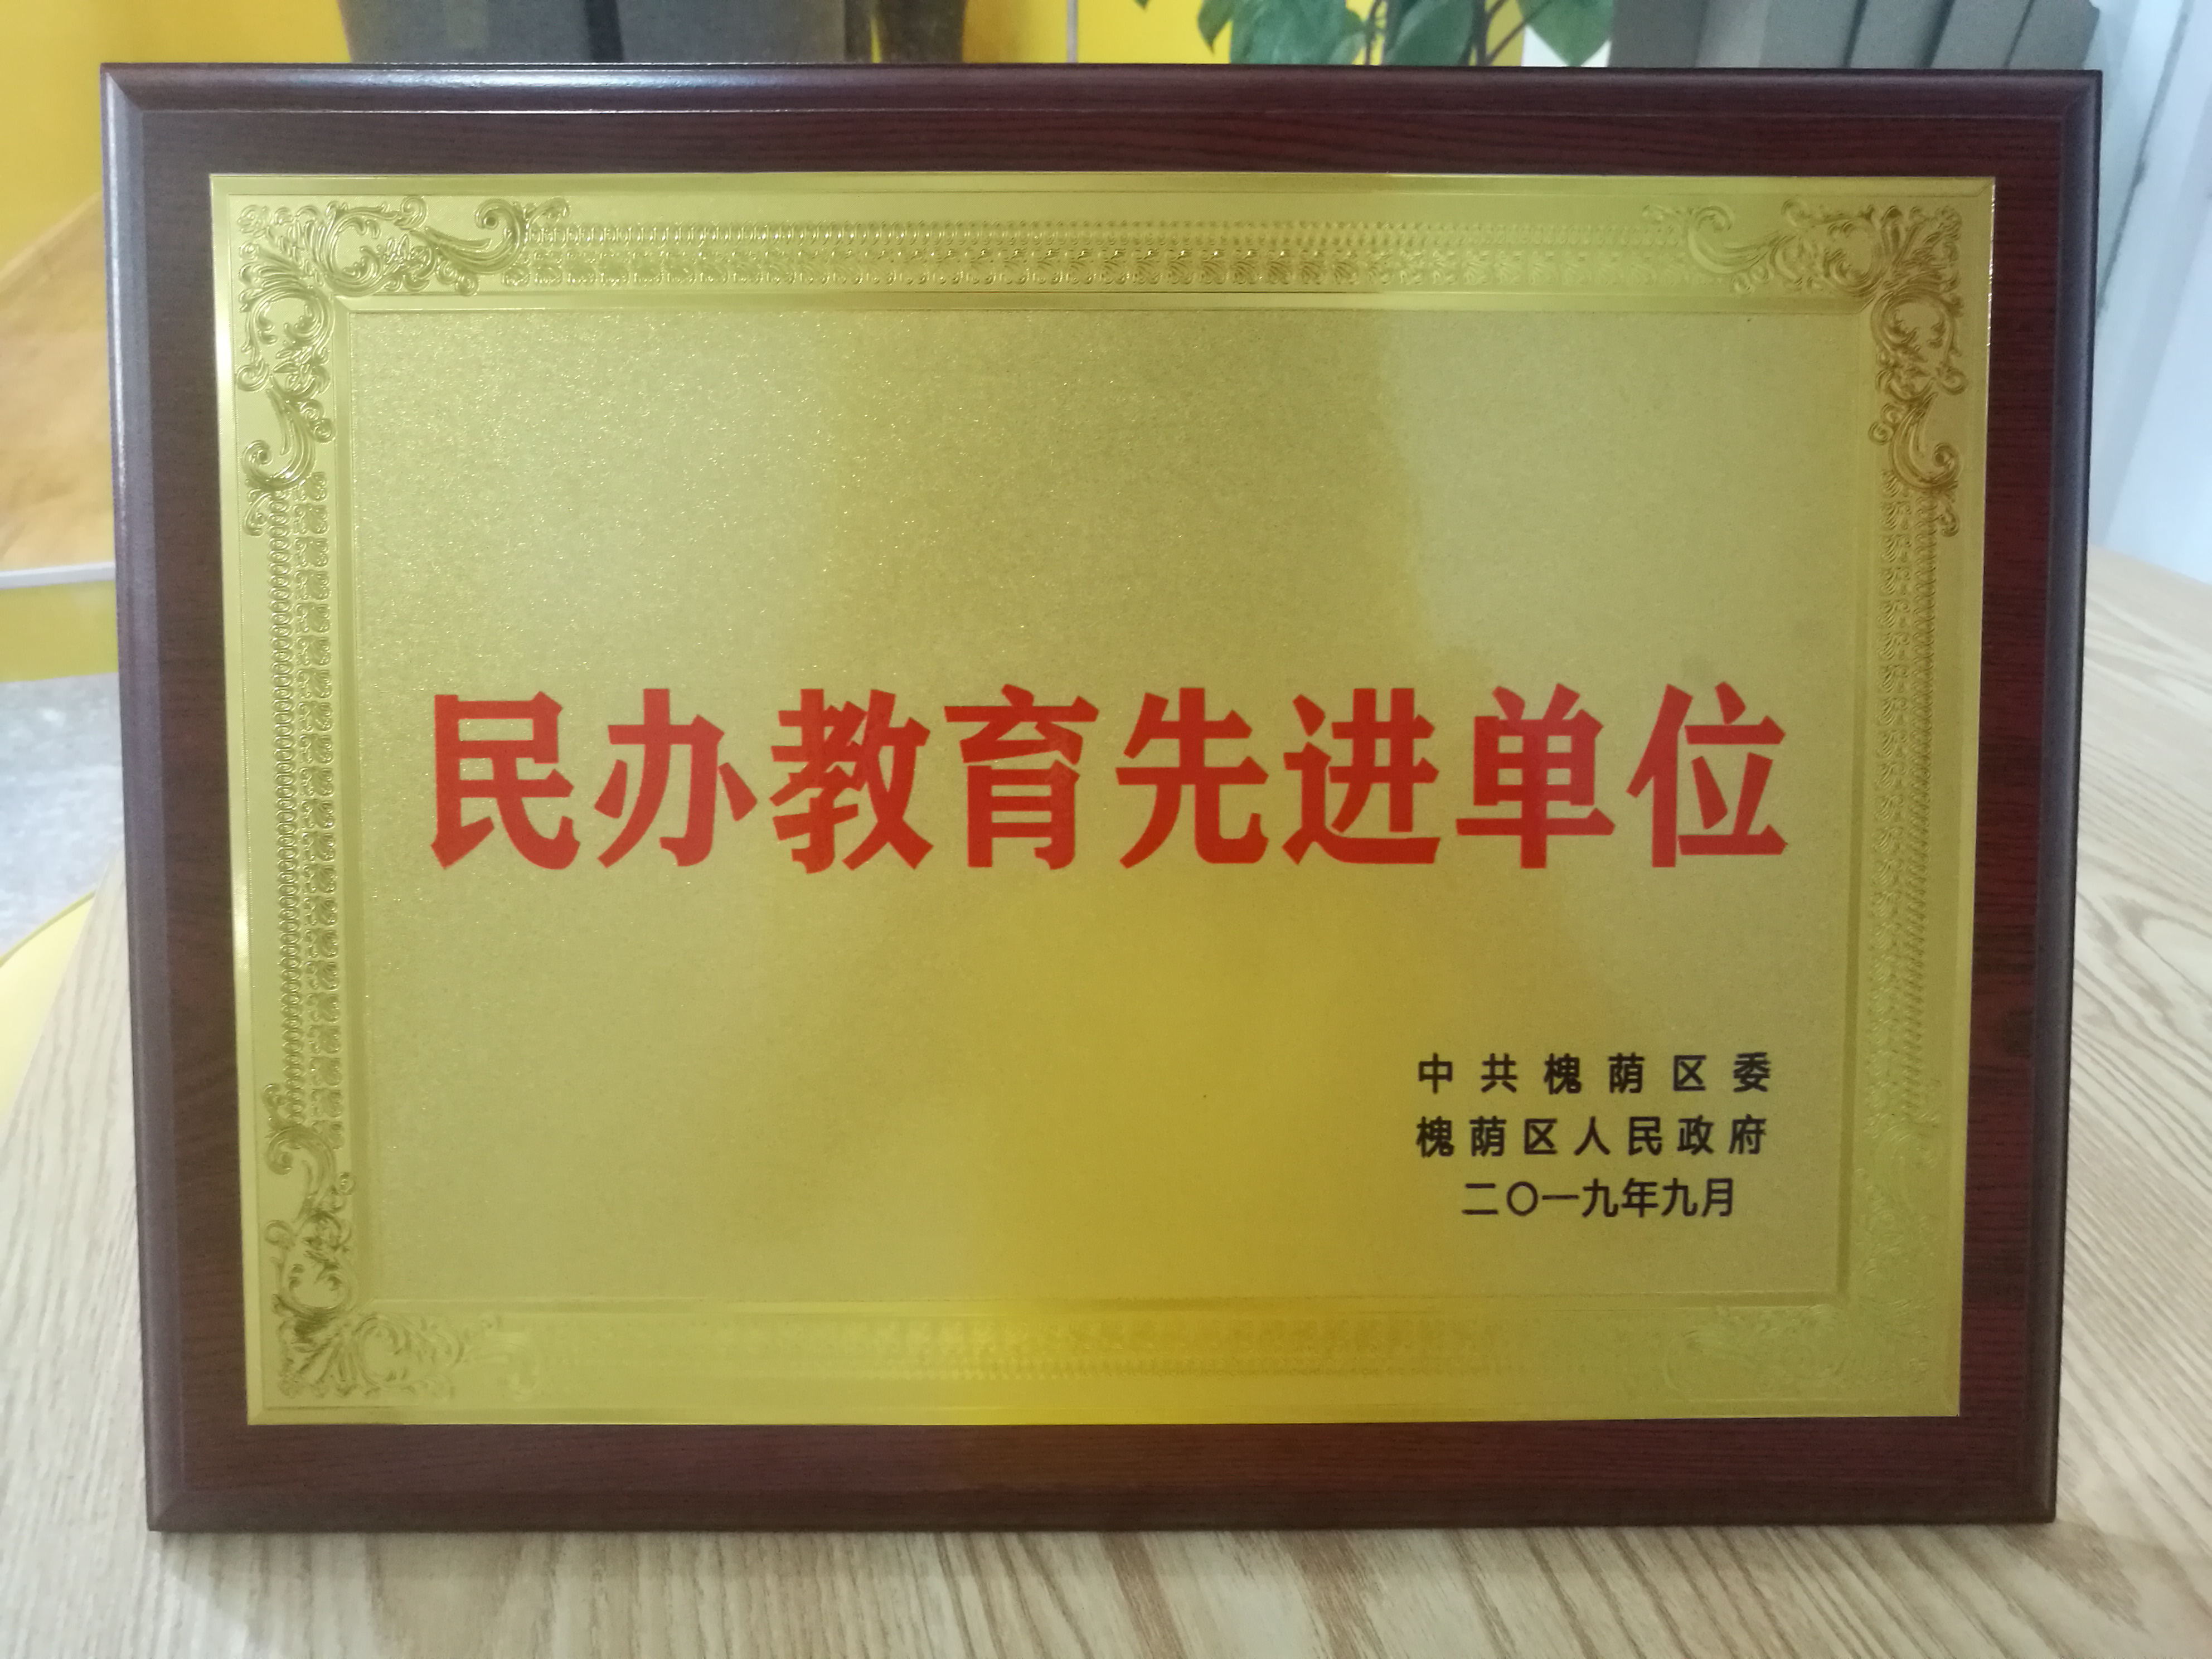 民办教育先进单位
中共槐荫区委
槐荫区人民政府
二〇一九年九月